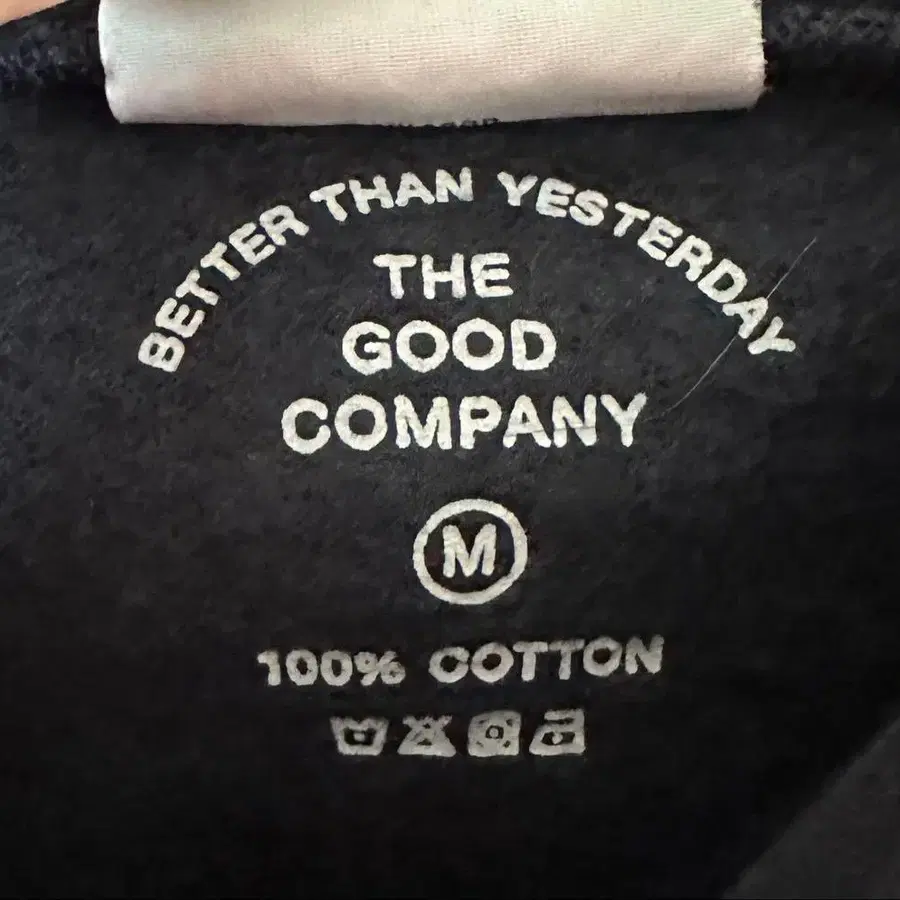 BETTER THAN YESTERDAY
THE
GOOD
COMPANY
M
100% COTTON